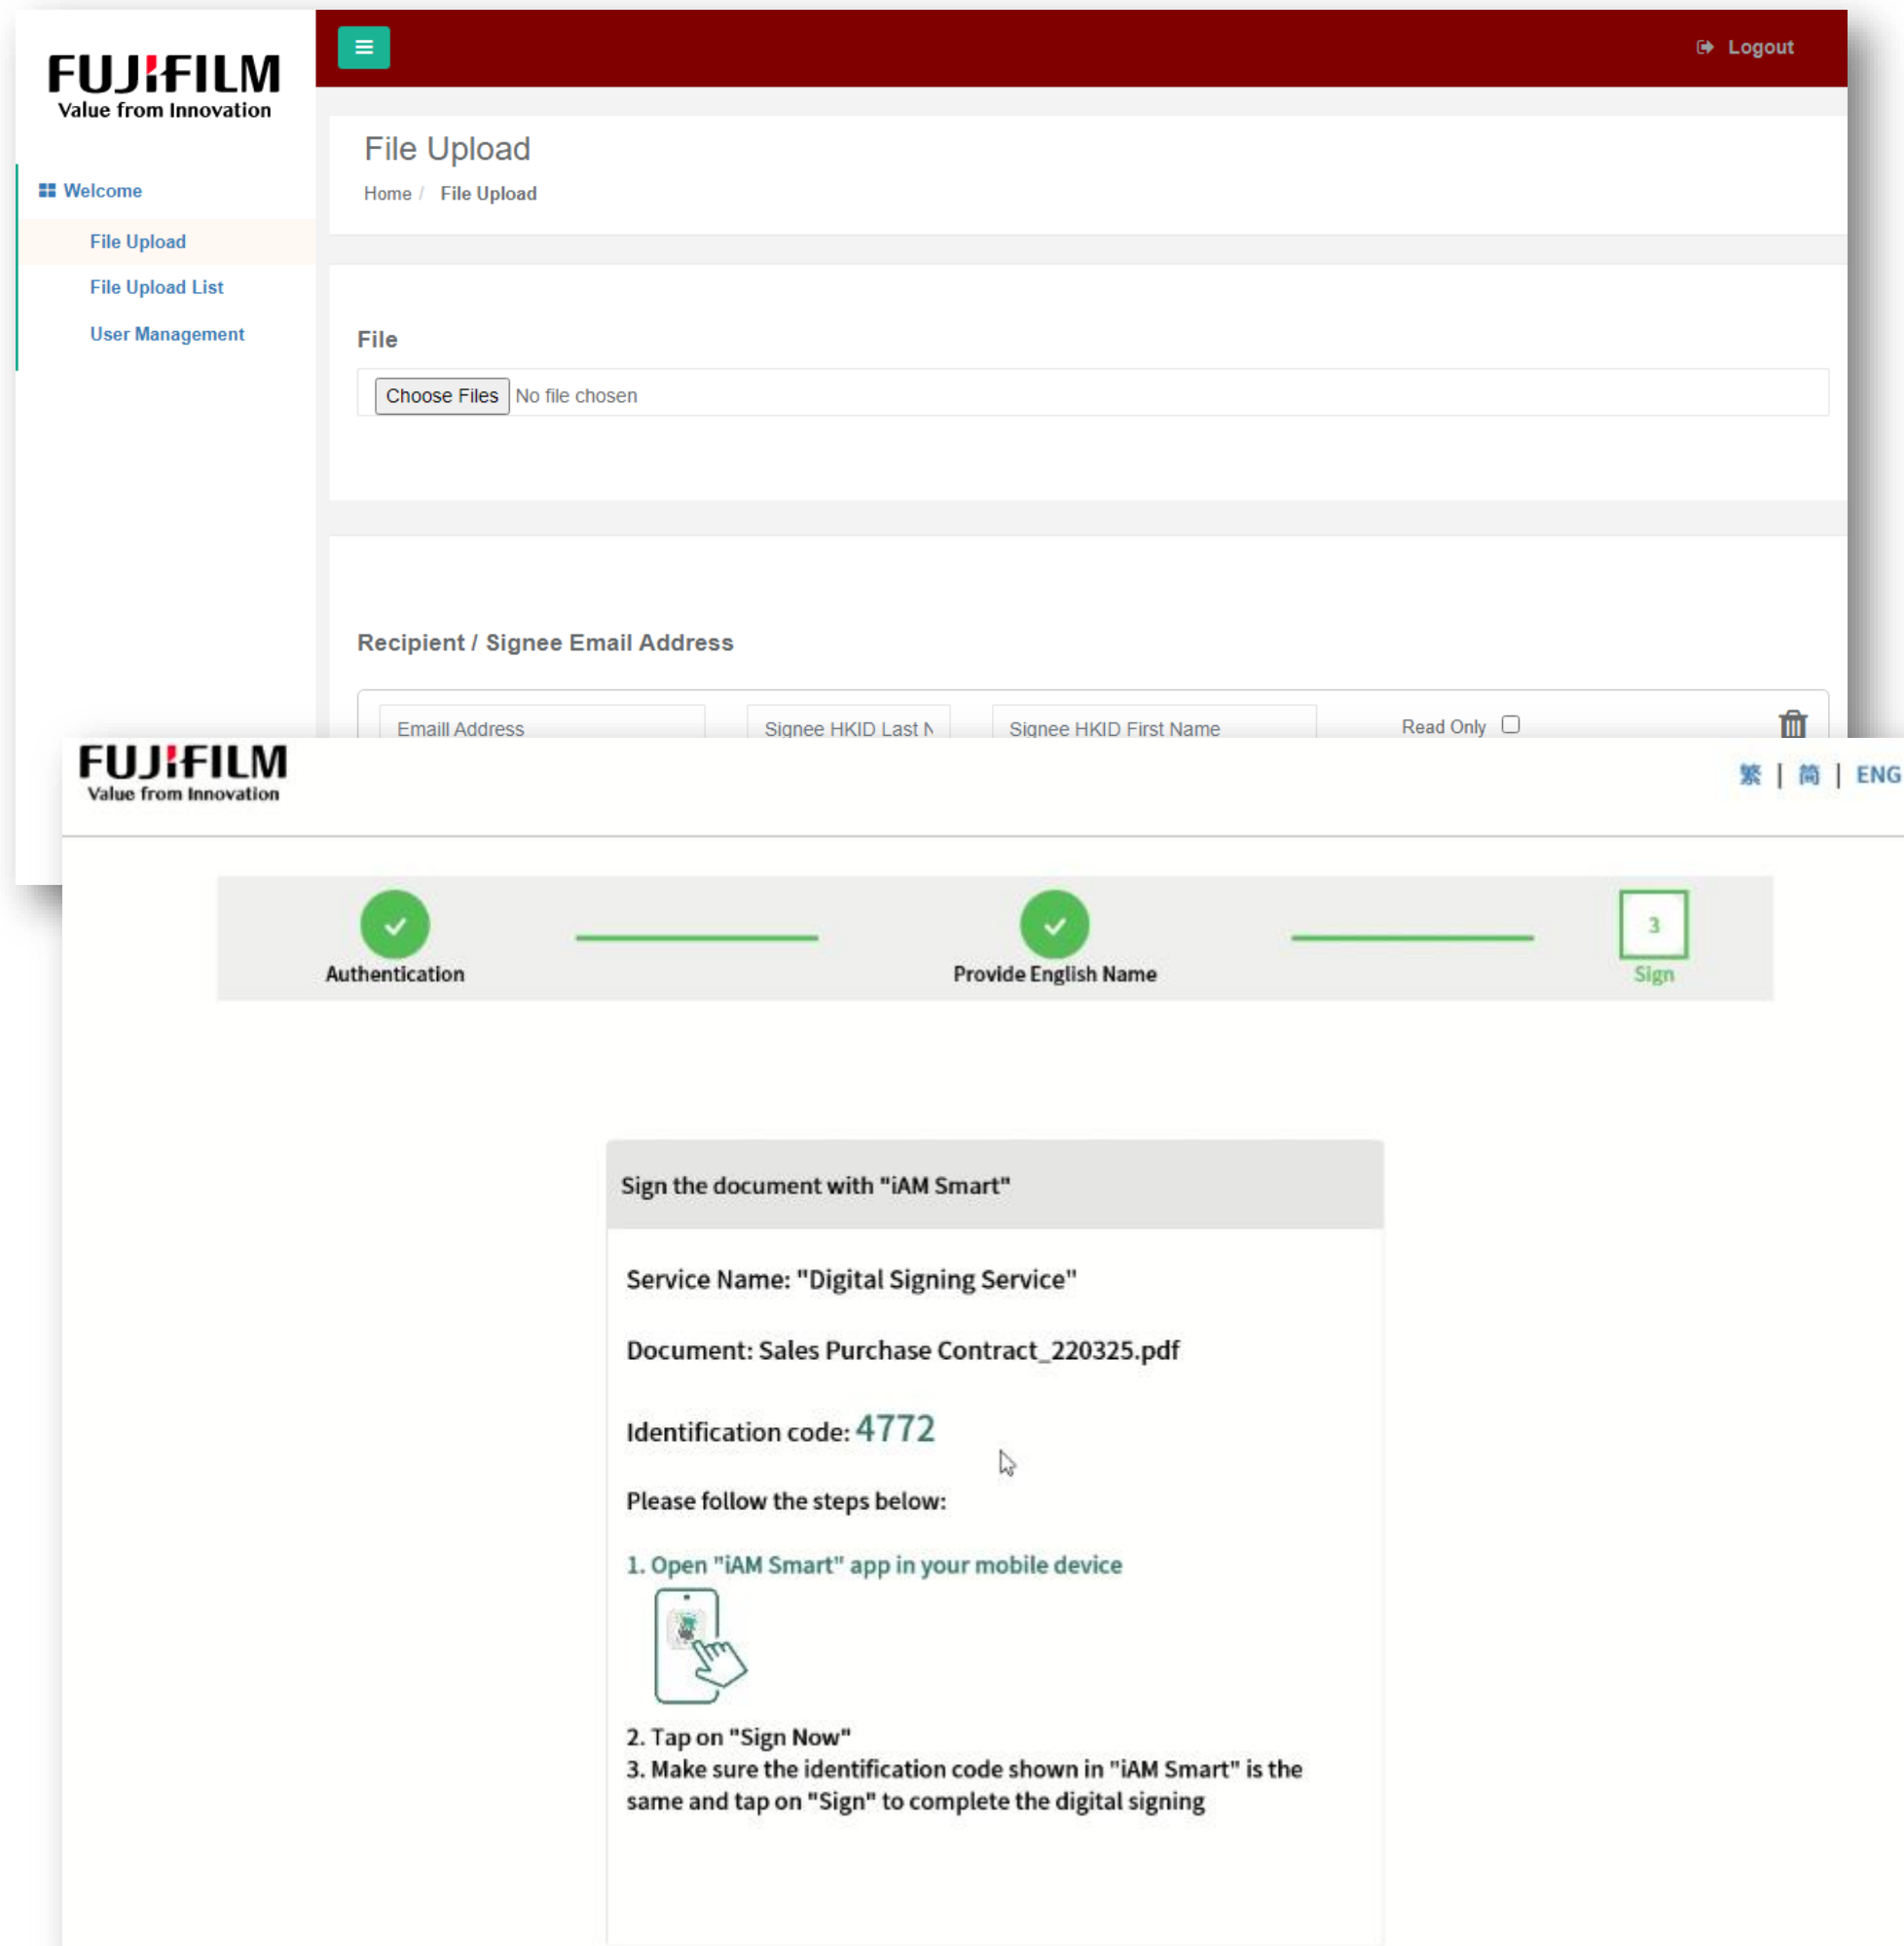 FUJIFILM
Value from Innovation
Logout
File Upload
Home / File Upload
Welcome
File Upload
File Upload List
User Management
File
Choose Files No file chosen
Recipient / Signee Email Address
Emaill Address Signee HKID Last N Signee HKID First Name Read Only
FUJIFILM
Value from Innovation
繁 | 简 | ENG
3
Authentication Provide English Name Sign
Sign the document with "iAM Smart"
Service Name: "Digital Signing Service"
Document: Sales Purchase Contract_220325.pdf
Identification code: 4772
Please follow the steps below:
1. Open "iAM Smart" app in your mobile device
2. Tap on "Sign Now"
3. Make sure the identification code shown in "iAM Smart" is the
same and tap on "Sign" to complete the digital signing